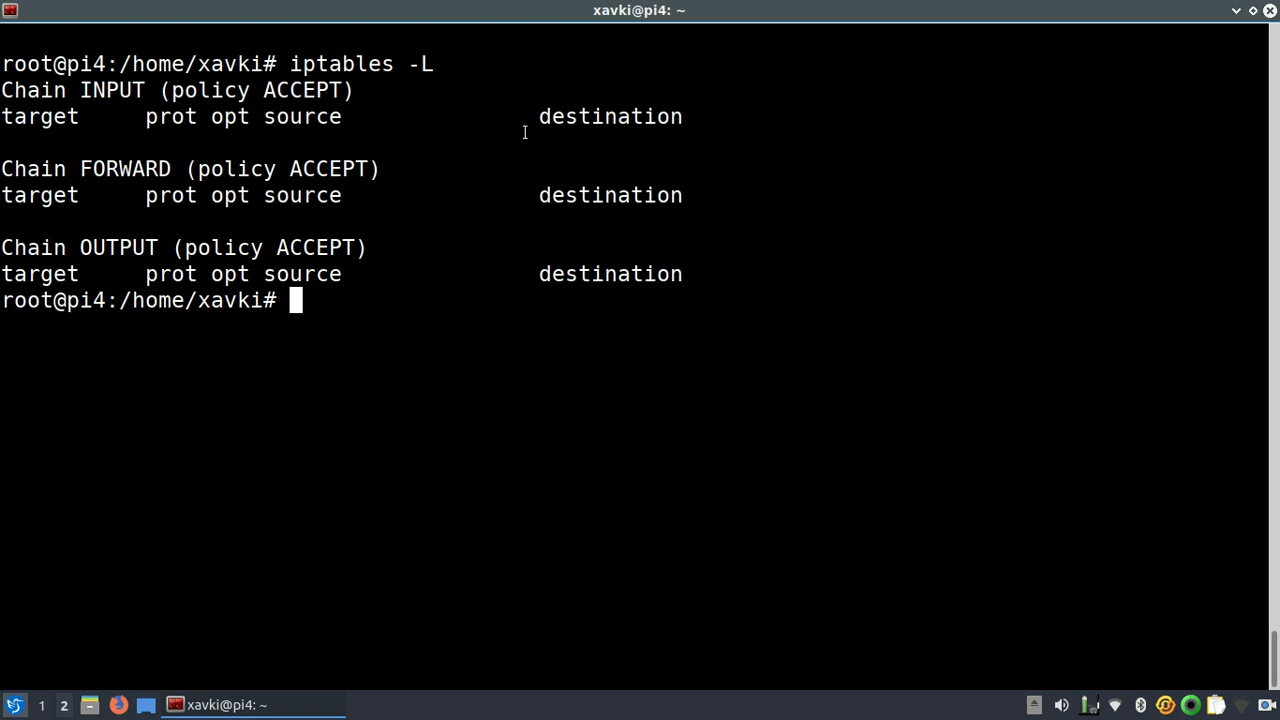 xavki@pi4: ~
root@pi4:/home/xavki# iptables -L
Chain INPUT (policy ACCEPT)
target     prot opt source               destination

Chain FORWARD (policy ACCEPT)
target     prot opt source               destination

Chain OUTPUT (policy ACCEPT)
target     prot opt source               destination
root@pi4:/home/xavki#
1 2 xavki@pi4: ~